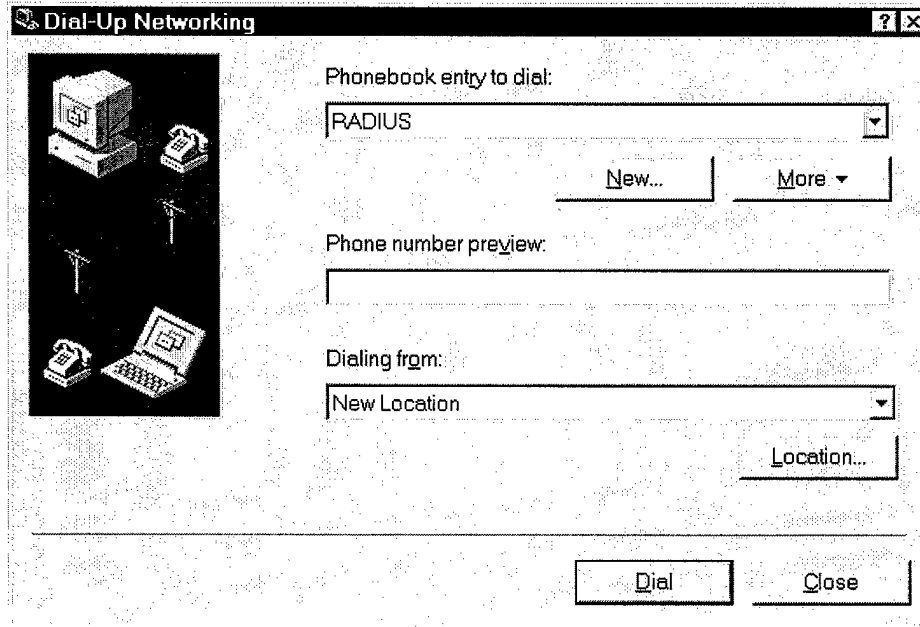 Dial-Up Networking
Phonebook entry to dial:
RADIUS
New... More
Phone number preview:
Dialing from:
New Location
Location...
Dial Close